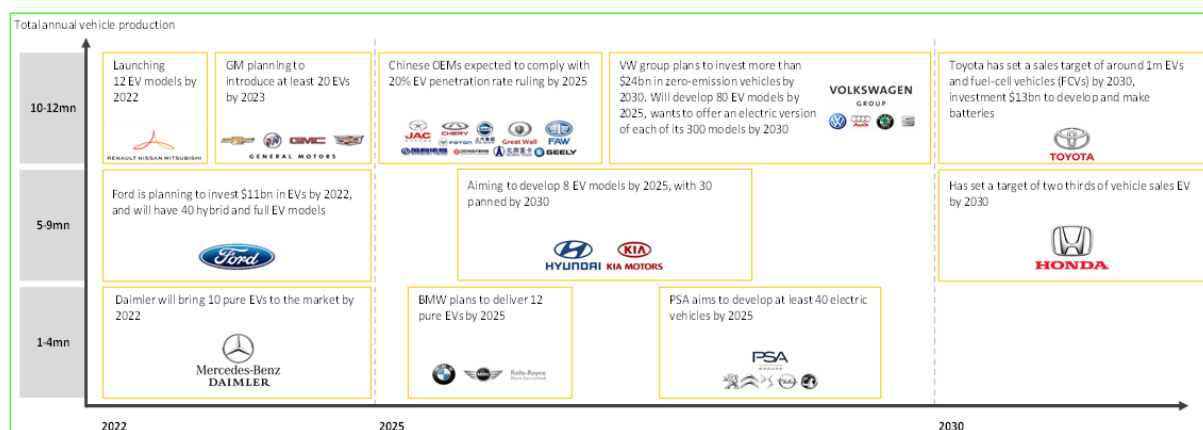 Total annual vehicle production
10-12mn
Launching
12 EV models by
2022
RENAULT NISSAN MITSUBISHI
GM planning to
introduce at least 20 EVs
by 2023
CHEVROLET
GMC
GENERAL MOTORS
Chinese OEMs expected to comply with
20% EV penetration rate ruling by 2025
JAC
MOTORS
CHERY
FOTON
Great Wall
FAW
GEELY
VW group plans to invest more than
$24bn in zero-emission vehicles by
2030. Will develop 80 EV models by
2025, wants to offer an electric version
of each of its 300 models by 2030
VOLKSWAGEN
GROUP
Audi
Toyota has set a sales target of around 1m EVs
and fuel-cell vehicles (FCVs) by 2030,
investment $13bn to develop and make
batteries
TOYOTA
5-9mn
Ford is planning to invest $11bn in EVs by 2022,
and will have 40 hybrid and full EV models
Ford
Aiming to develop 8 EV models by 2025, with 30
panned by 2030
HYUNDAI
KIA
KIA MOTORS
Has set a target of two thirds of vehicle sales EV
by 2030
HONDA
1-4mn
Daimler will bring 10 pure EVs to the market by
2022
Mercedes-Benz
DAIMLER
BMW plans to deliver 12
pure EVs by 2025
MINI
Rolls-Royce
Motor Cars Limited
PSA aims to develop at least 40 electric
vehicles by 2025
PSA
GROUPE
2022
2025
2030